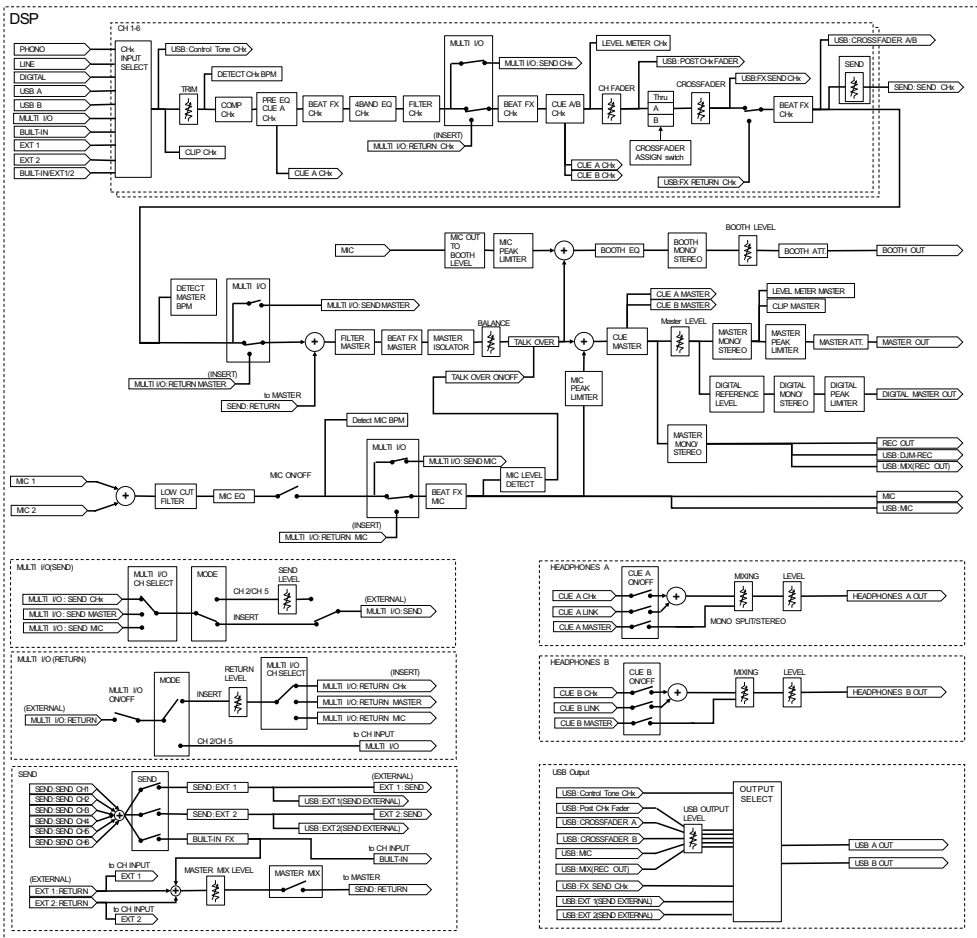 DSP
CH 1-6
PHONO
LINE
DIGITAL
USB A
USB B
MULTI I/O
BUILT-IN
EXT 1
EXT 2
BUILT-IN/EXT1/2
CHx
INPUT
SELECT
USB: Control Tone CHx
DETECT CHx BPM
TRIM
CLIP CHx
COMP
CHx
PRE EQ
CUE A
CHx
CUE A CHx
BEAT FX
CHx
4BAND EQ
CHx
FILTER
CHx
MULTI I/O
MULTI I/O: SEND CHx
(INSERT)
MULTI I/O: RETURN CHx
BEAT FX
CHx
CUE A/B
CHx
LEVEL METER CHx
CUE A CHx
CUE B CHx
CH FADER
USB: POST CHx FADER
Thru
A
B
CROSSFADER
ASSIGN switch
CROSSFADER
USB:FX SEND CHx
USB:FX RETURN CHx
BEAT FX
CHx
USB: CROSSFADER A/B
SEND
SEND: SEND CHx
MIC
MIC OUT
TO
BOOTH
LEVEL
MIC
PEAK
LIMITER
BOOTH EQ
BOOTH
MONO/
STEREO
BOOTH LEVEL
BOOTH ATT.
BOOTH OUT
DETECT
MASTER
BPM
MULTI I/O
MULTI I/O: SEND MASTER
(INSERT)
MULTI I/O: RETURN MASTER
to MASTER
SEND: RETURN
FILTER
MASTER
BEAT FX
MASTER
MASTER
ISOLATOR
BALANCE
TALK OVER
TALK OVER ON/OFF
MIC
PEAK
LIMITER
CUE A MASTER
CUE B MASTER
CUE
MASTER
Master LEVEL
MASTER
MONO/
STEREO
LEVEL METER MASTER
CLIP MASTER
MASTER
PEAK
LIMITER
MASTER ATT.
MASTER OUT
DIGITAL
REFERENCE
LEVEL
DIGITAL
MONO/
STEREO
DIGITAL
PEAK
LIMITER
DIGITAL MASTER OUT
MASTER
MONO/
STEREO
REC OUT
USB: DJM-REC
USB: MIX(REC OUT)
MIC 1
MIC 2
LOW CUT
FILTER
MIC EQ
MIC ON/OFF
Detect MIC BPM
MULTI I/O
MULTI I/O: SEND MIC
(INSERT)
MULTI I/O: RETURN MIC
BEAT FX
MIC
MIC LEVEL
DETECT
MIC
USB: MIC
MULTI I/O(SEND)
MULTI I/O : SEND CHx
MULTI I/O : SEND MASTER
MULTI I/O : SEND MIC
MULTI I/O
CH SELECT
MODE
CH 2/CH 5
INSERT
SEND
LEVEL
(EXTERNAL)
MULTI I/O: SEND
MULTI I/O (RETURN)
(EXTERNAL)
MULTI I/O: RETURN
MULTI I/O
ON/OFF
MODE
INSERT
CH 2/CH 5
RETURN
LEVEL
MULTI I/O
CH SELECT
(INSERT)
MULTI I/O: RETURN CHx
MULTI I/O: RETURN MASTER
MULTI I/O: RETURN MIC
to CH INPUT
MULTI I/O
SEND
SEND: SEND CH1
SEND: SEND CH2
SEND: SEND CH3
SEND: SEND CH4
SEND: SEND CH5
SEND: SEND CH6
SEND
SEND: EXT 1
(EXTERNAL)
EXT 1: SEND
USB: EXT1(SEND EXTERNAL)
SEND: EXT 2
EXT 2: SEND
USB: EXT2(SEND EXTERNAL)
BUILT-IN FX
to CH INPUT
BUILT-IN
to CH INPUT
EXT 1
(EXTERNAL)
EXT 1: RETURN
EXT 2: RETURN
to CH INPUT
EXT 2
MASTER MIX LEVEL
MASTER MIX
to MASTER
SEND: RETURN
HEADPHONES A
CUE A CHx
CUE A LINK
CUE A MASTER
CUE A
ON/OFF
MIXING
MONO SPLIT/STEREO
LEVEL
HEADPHONES A OUT
HEADPHONES B
CUE B CHx
CUE B LINK
CUE B MASTER
CUE B
ON/OFF
MIXING
LEVEL
HEADPHONES B OUT
USB Output
USB: Control Tone CHx
USB: Post CHx Fader
USB: CROSSFADER A
USB: CROSSFADER B
USB: MIC
USB: MIX(REC OUT)
USB: FX SEND CHx
USB: EXT 1(SEND EXTERNAL)
USB: EXT 2(SEND EXTERNAL)
USB OUTPUT
LEVEL
OUTPUT
SELECT
USB A OUT
USB B OUT